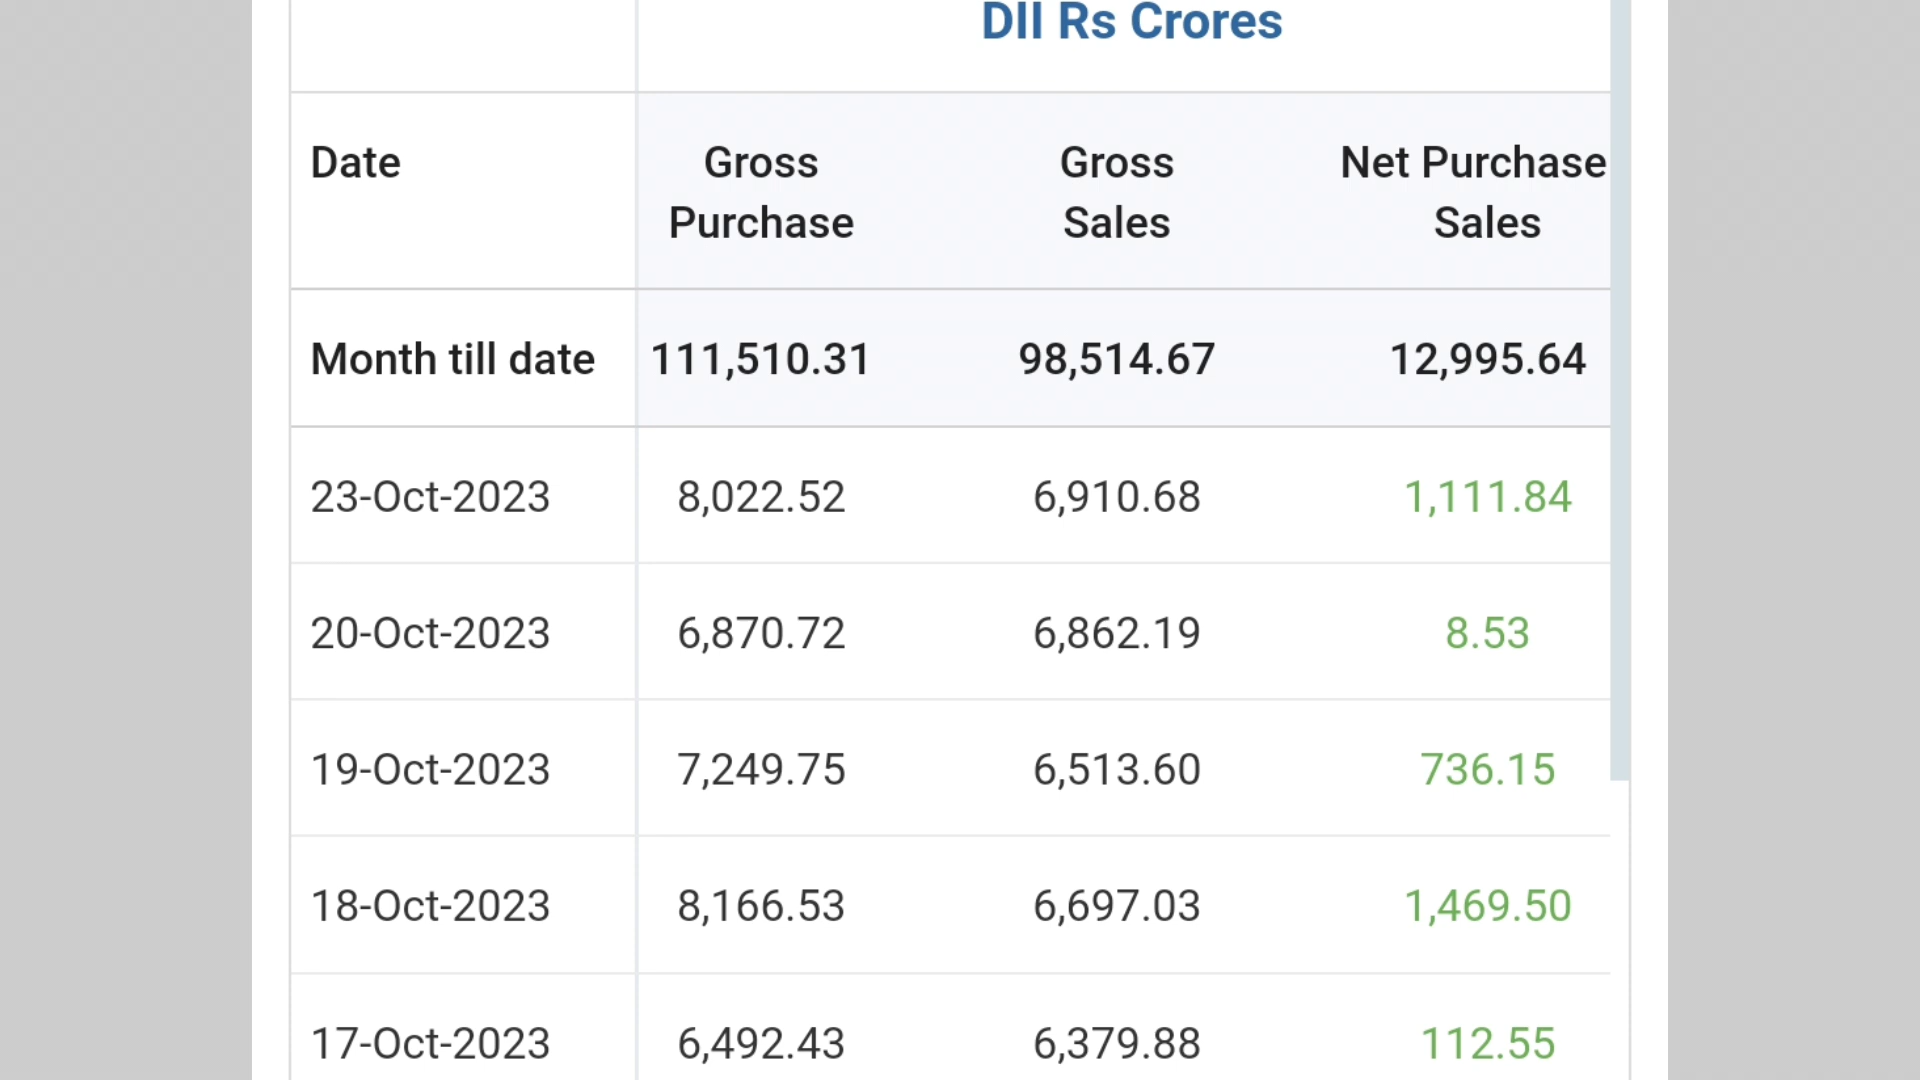 DII Rs Crores
Date Gross Purchase Gross Sales Net Purchase Sales
Month till date 111,510.31 98,514.67 12,995.64
23-Oct-2023 8,022.52 6,910.68 1,111.84
20-Oct-2023 6,870.72 6,862.19 8.53
19-Oct-2023 7,249.75 6,513.60 736.15
18-Oct-2023 8,166.53 6,697.03 1,469.50
17-Oct-2023 6,492.43 6,379.88 112.55